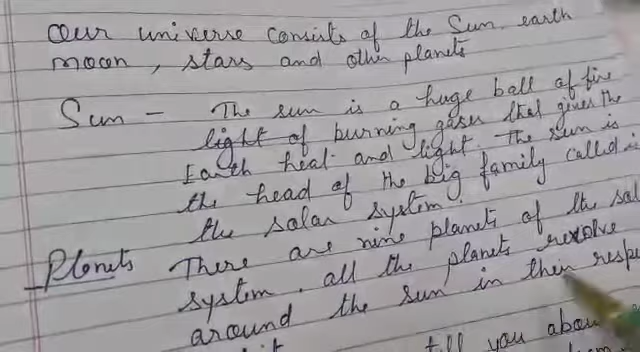 Our universe consists of the Sun. earth
moon, stars and other planets
Sun - The sun is a huge ball of fire
light of burning gases that gives the
Earth heat and light. The sun is
the head of the big family called
the solar system.
Planets There are nine planets of the sol
system. all the planets revolve
around the sun in their respe
tell you about